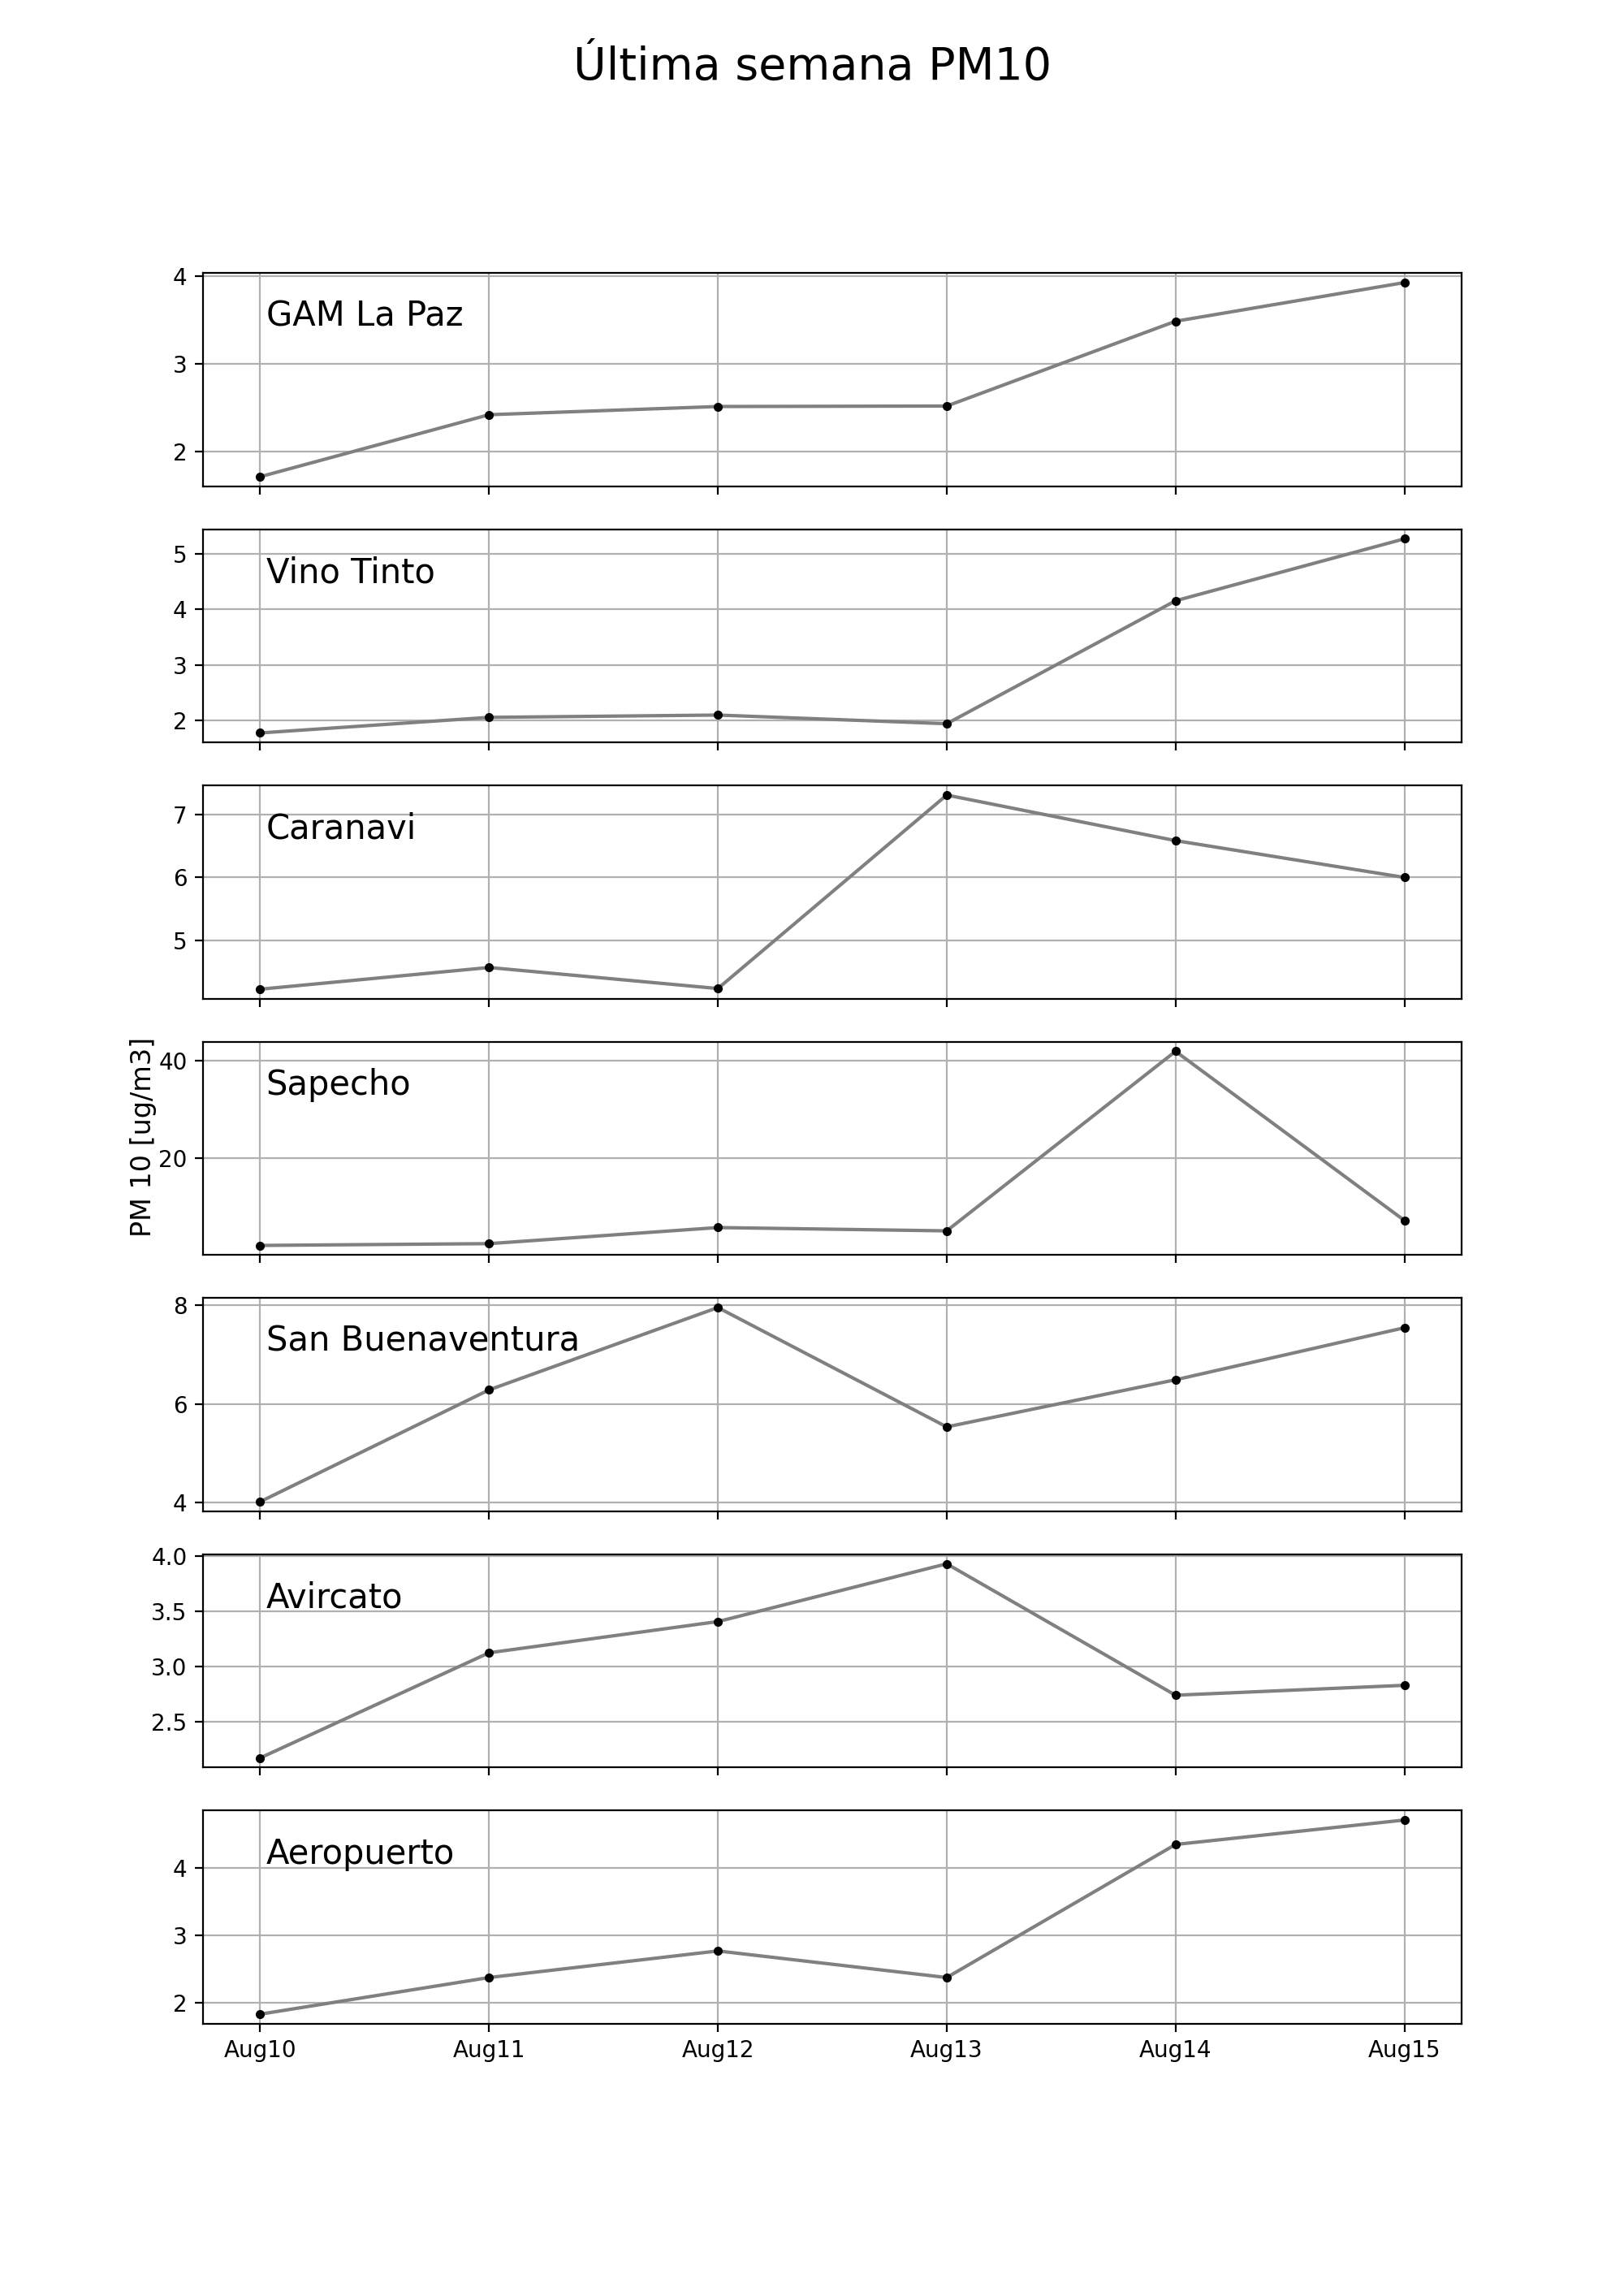 Última semana PM10
4
GAM La Paz
3
2
5
Vino Tinto
4
3
2
7
Caranavi
6
5
PM 10 [ug/m3]
40
Sapecho
20
8
San Buenaventura
6
4
4.0
Avircato
3.5
3.0
2.5
Aeropuerto
4
3
2
Aug10 Aug11 Aug12 Aug13 Aug14 Aug15